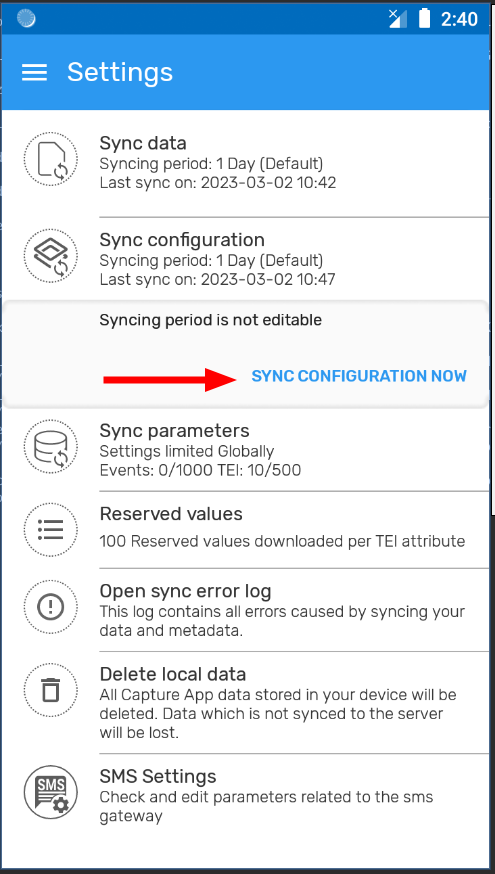 2:40
Settings
Sync data
Syncing period: 1 Day (Default)
Last sync on: 2023-03-02 10:42
Sync configuration
Syncing period: 1 Day (Default)
Last sync on: 2023-03-02 10:47
Syncing period is not editable
SYNC CONFIGURATION NOW
Sync parameters
Settings limited Globally
Events: 0/1000 TEI: 10/500
Reserved values
100 Reserved values downloaded per TEI attribute
Open sync error log
This log contains all errors caused by syncing your
data and metadata.
Delete local data
All Capture App data stored in your device will be
deleted. Data which is not synced to the server
will be lost.
SMS
SMS Settings
Check and edit parameters related to the sms
gateway